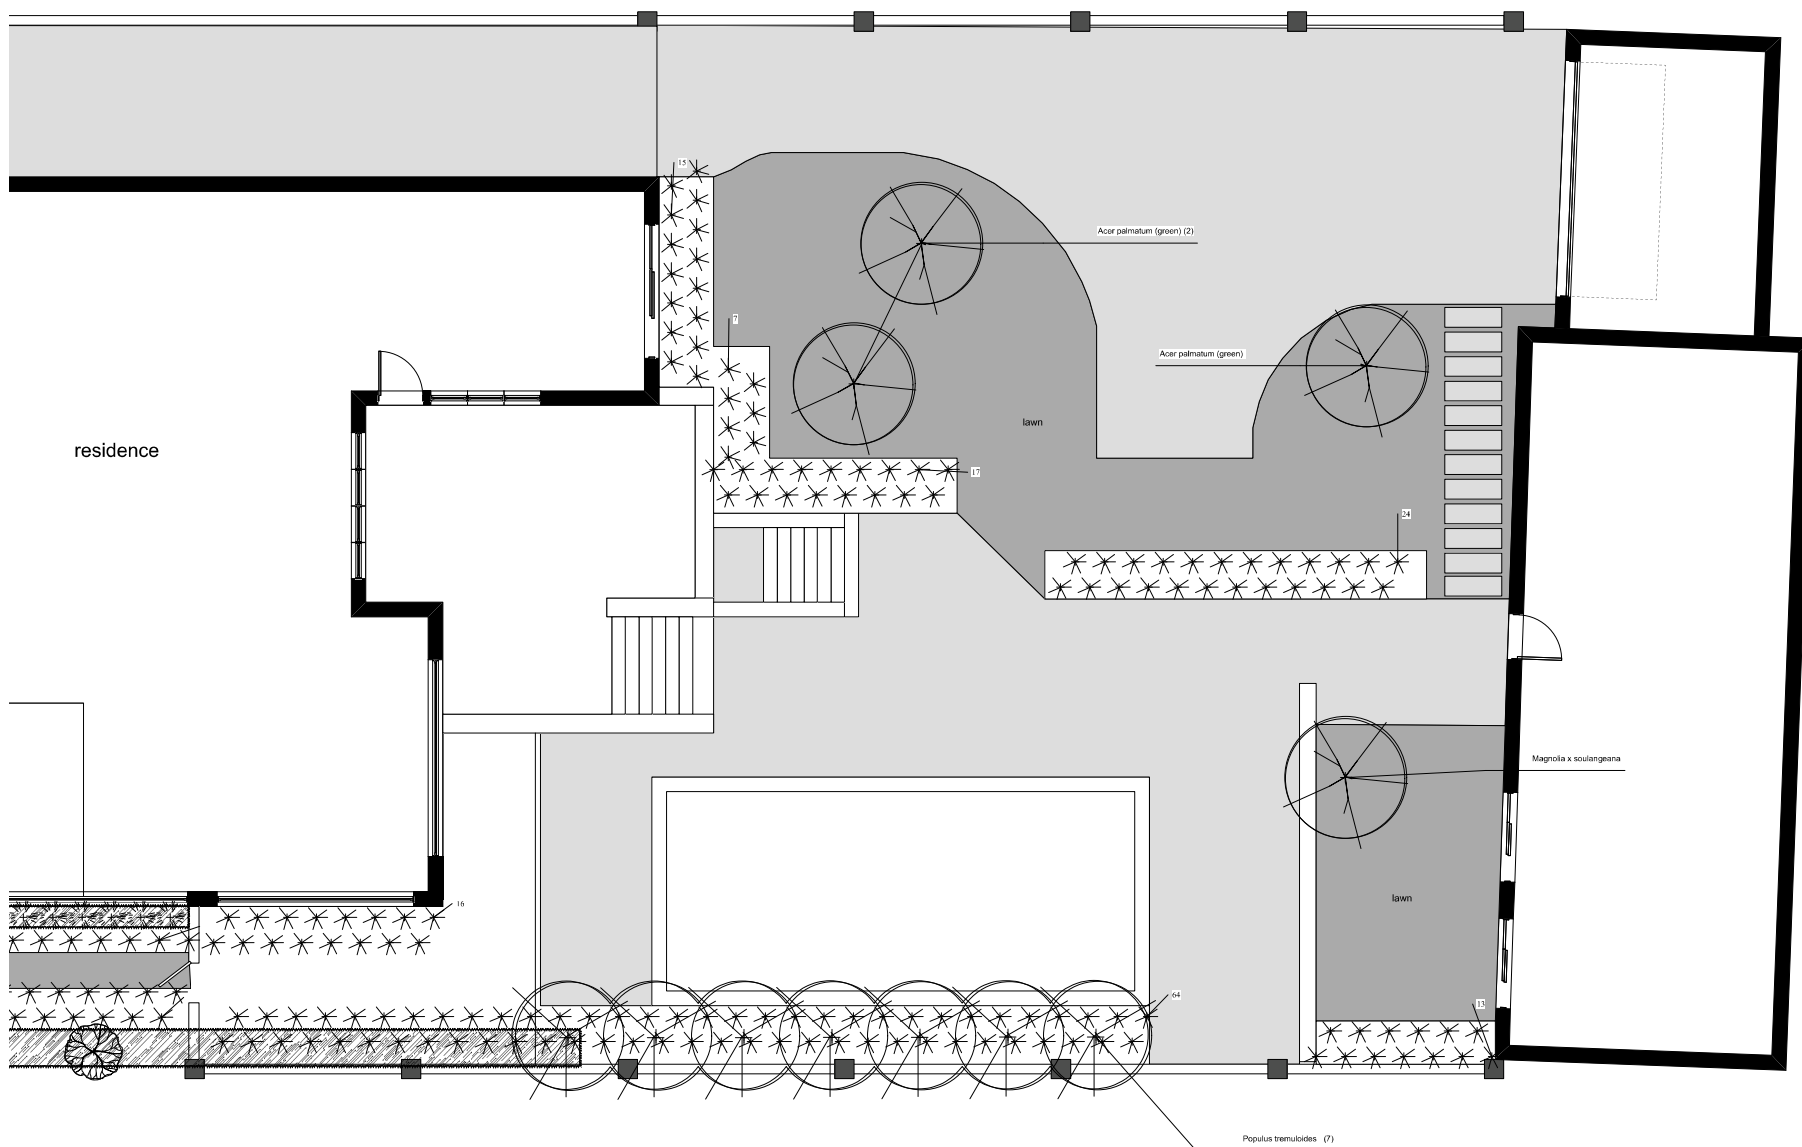 15
Acer palmatum (green) (2)
7
Acer palmatum (green)
lawn
residence
17
24
Magnolia x soulangeana
lawn
16
64
13
Populus tremuloides (7)